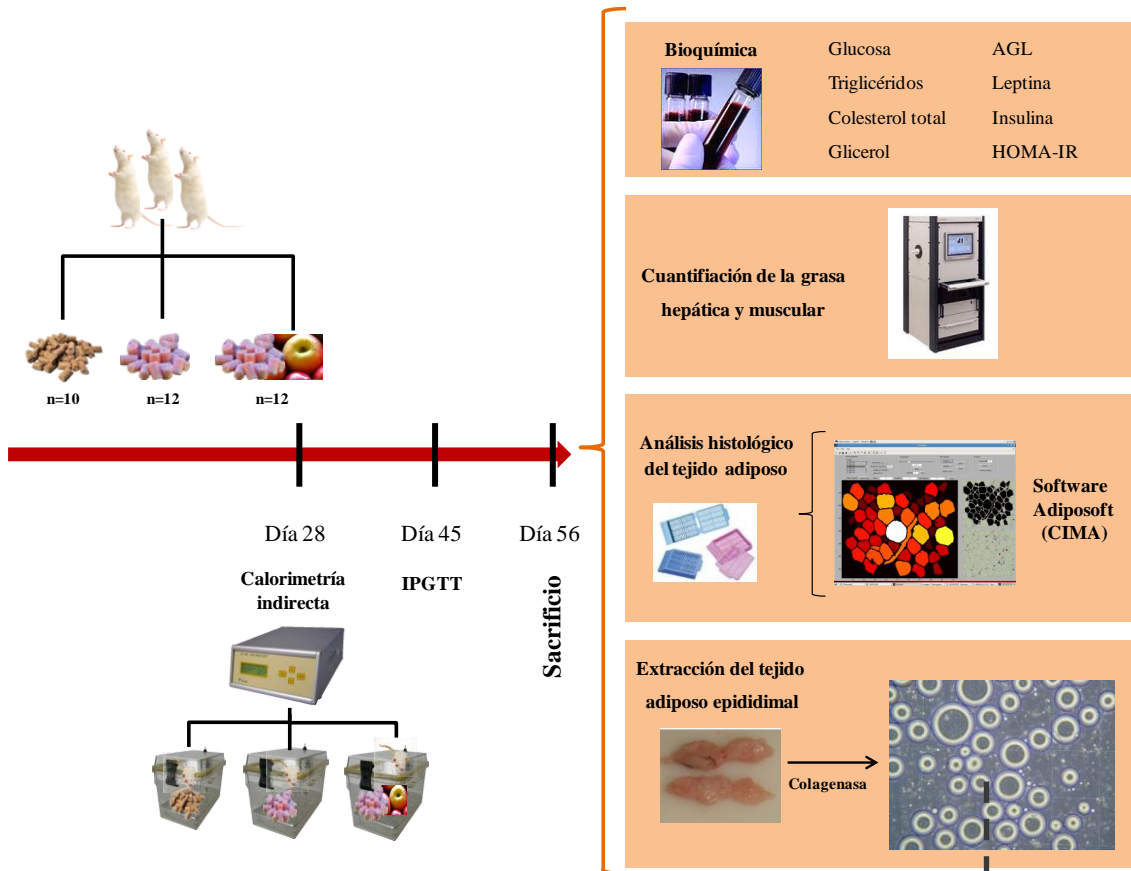 n=10
n=12
n=12
Día 28
Día 45
Día 56
Calorimetría
indirecta
IPGTT
Sacrificio
Bioquímica
Glucosa
AGL
Triglicéridos
Leptina
Colesterol total
Insulina
Glicerol
HOMA-IR
Cuantifiación de la grasa
hepática y muscular
Análisis histológico
del tejido adiposo
Software
Adiposoft
(CIMA)
Extracción del tejido
adiposo epididimal
Colagenasa